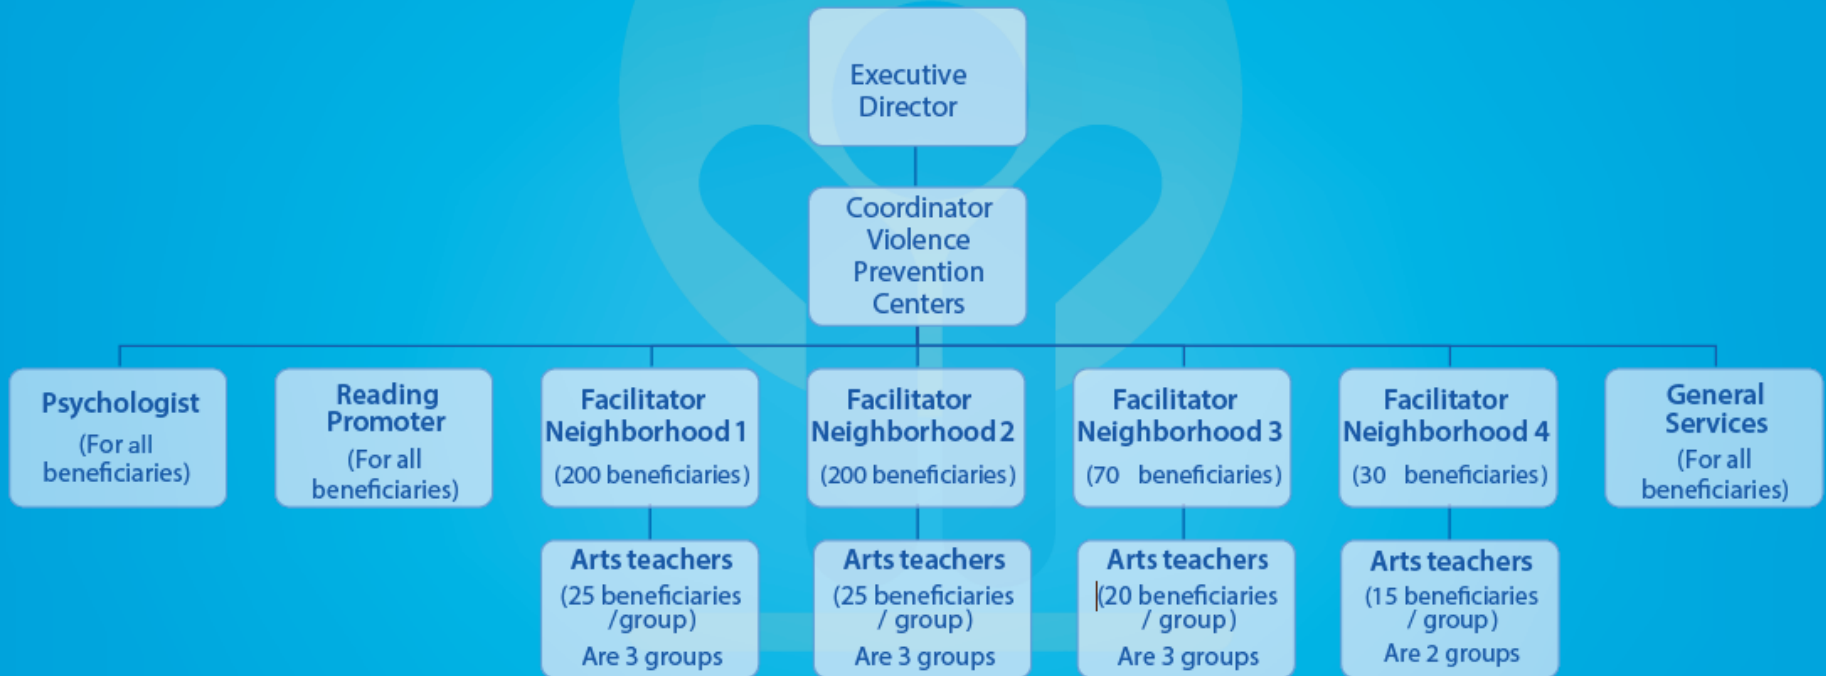 Executive
Director
Coordinator
Violence
Prevention
Centers
Psychologist
(For all
beneficiaries)
Reading
Promoter
(For all
beneficiaries)
Facilitator
Neighborhood 1
(200 beneficiaries)
Facilitator
Neighborhood 2
(200 beneficiaries)
Facilitator
Neighborhood 3
(70 beneficiaries)
Facilitator
Neighborhood 4
(30 beneficiaries)
General
Services
(For all
beneficiaries)
Arts teachers
(25 beneficiaries
/group)
Are 3 groups
Arts teachers
(25 beneficiaries
/ group)
Are 3 groups
Arts teachers
(20 beneficiaries
/ group)
Are 3 groups
Arts teachers
(15 beneficiaries
/ group)
Are 2 groups